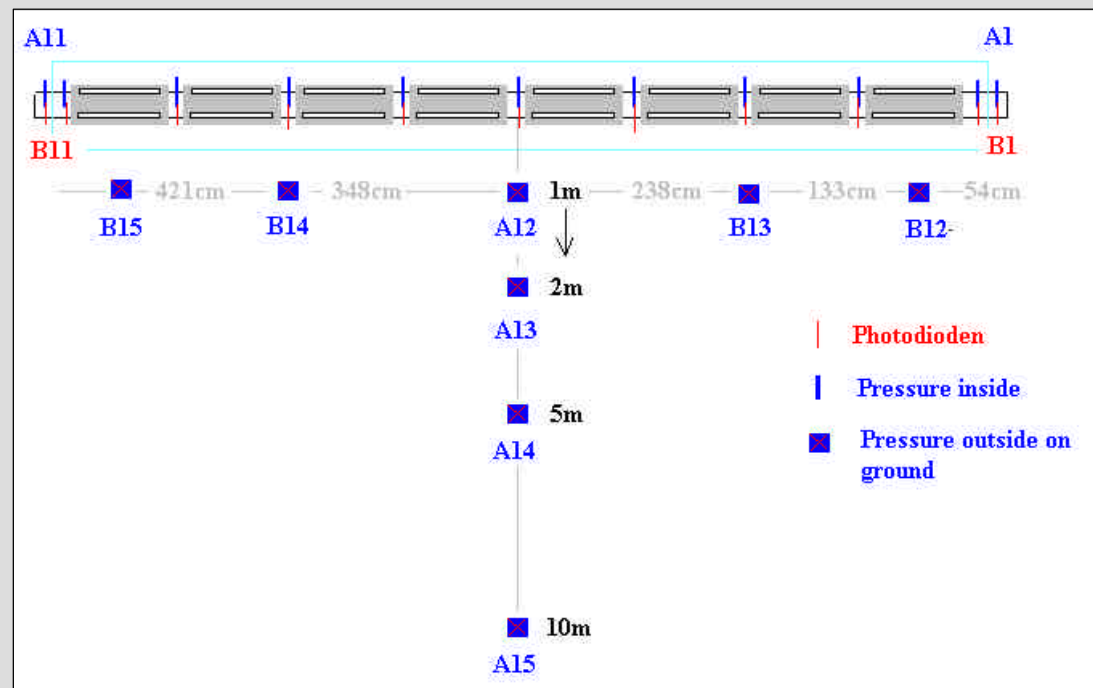 A11 A1
B11 B1
421cm 348cm 1m 238cm 133cm 54cm
B15 B14 A12 B13 B12-
2m
A13
Photodioden
Pressure inside
5m
A14
Pressure outside on
ground
10m
A15